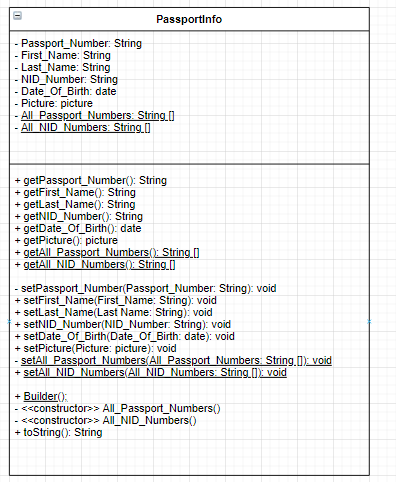 PassportInfo
- Passport_Number: String
- First_Name: String
- Last_Name: String
- NID_Number: String
- Date_Of_Birth: date
- Picture: picture
- All_Passport_Numbers: String []
- All_NID_Numbers: String []
+ getPassport_Number(): String
+ getFirst_Name(): String
+ getLast_Name(): String
+ getNID_Number(): String
+ getDate_Of_Birth(): date
+ getPicture(): picture
+ getAll_Passport_Numbers(): String []
+ getAll_NID_Numbers(): String []
- setPassport_Number(Passport_Number: String): void
+ setFirst_Name(First_Name: String): void
+ setLast_Name(Last Name: String): void
+ setNID_Number(NID_Number: String): void
+ setDate_Of_Birth(Date_Of_Birth: date): void
+ setPicture(Picture: picture): void
- setAll_Passport_Numbers(All_Passport_Numbers: String []): void
+ setAll_NID_Numbers(All_NID_Numbers: String []): void
+ Builder();
- <<constructor>> All_Passport_Numbers()
- <<constructor>> All_NID_Numbers()
+ toString(): String